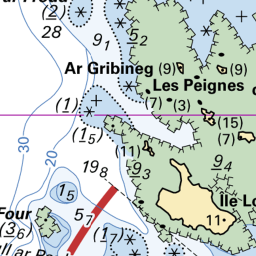 (2)
28
9₁
5₂
Ar Gribineg (9) (9)
Les Peignes
(1) (7) (3)
(15)
(1₅) (7)
(11)
30
20
19₈ 9₃ 9₄
1₅
Île
Four
5₇ 11
(3₆)
(1₇)